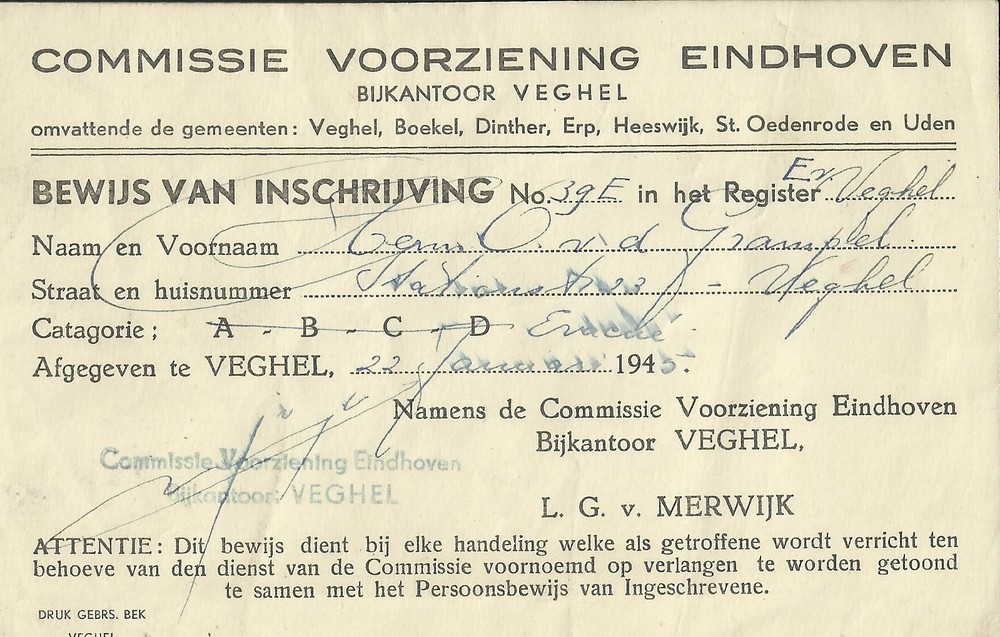 COMMISSIE VOORZIENING EINDHOVEN
BIJKANTOOR VEGHEL
omvattende de gemeenten: Veghel, Boekel, Dinther, Erp, Heeswijk, St. Oedenrode en Uden
BEWIJS VAN INSCHRIJVING No. 39E in het Register Ev. Veghel
Naam en Voornaam v.d.
Straat en huisnummer - Veghel
Catagorie; A - B - C - D
Afgegeven te VEGHEL, 22 Januari 1945.
Namens de Commissie Voorziening Eindhoven
Bijkantoor VEGHEL,
Commissie Voorziening Eindhoven
Bijkantoor: VEGHEL
L. G. v. MERWIJK
ATTENTIE: Dit bewijs dient bij elke handeling welke als getroffene wordt verricht ten
behoeve van den dienst van de Commissie voornoemd op verlangen te worden getoond
te samen met het Persoonsbewijs van Ingeschrevene.
DRUK GEBRS. BEK
VEGHEL